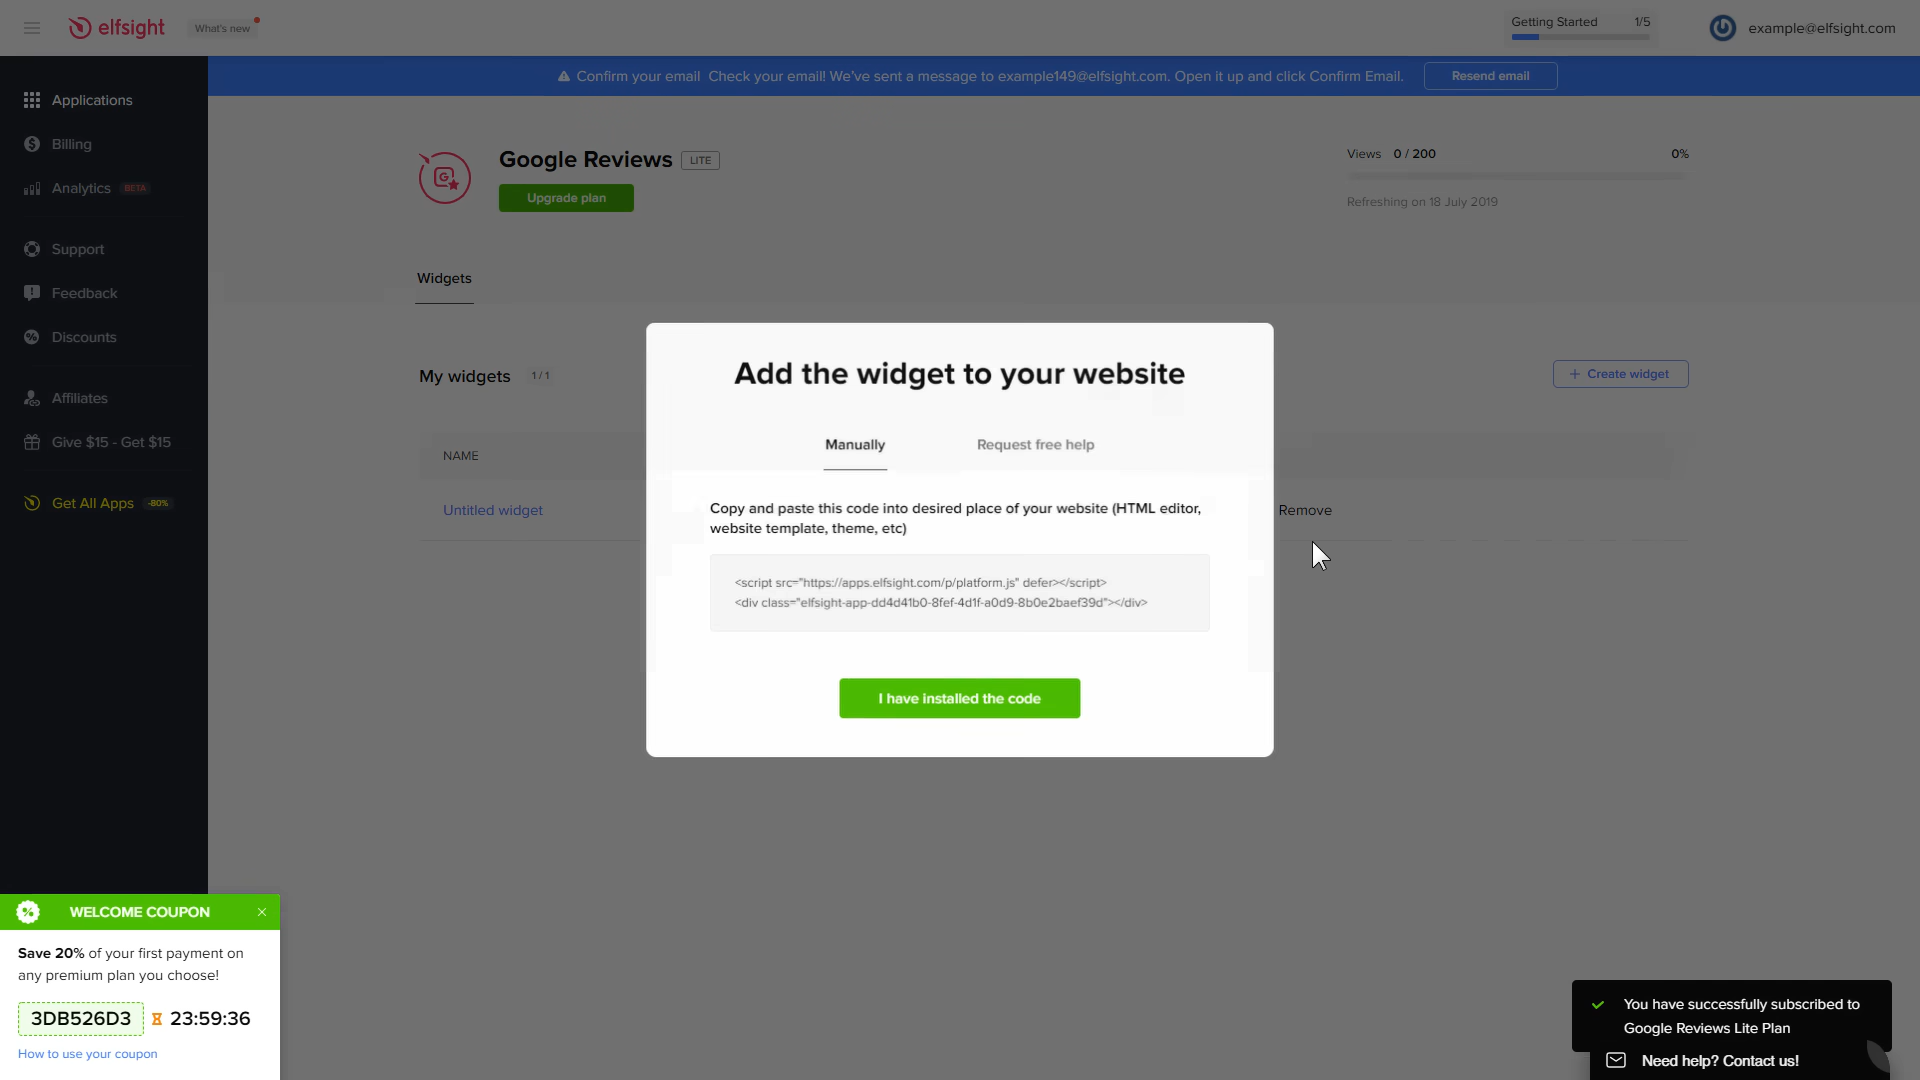 elfsight
What's new
Getting Started 1/5
example@elfsight.com
Confirm your email Check your email! We've sent a message to example149@elfsight.com. Open it up and click Confirm Email.
Resend email
Applications
Billing
Analytics BETA
Support
Feedback
Discounts
Affiliates
Give $15 - Get $15
Get All Apps -80%
Google Reviews LITE
Upgrade plan
Views 0 / 200 0%
Refreshing on 18 July 2019
Widgets
My widgets 1 / 1
+ Create widget
NAME
Untitled widget
Remove
Add the widget to your website
Manually
Request free help
Copy and paste this code into desired place of your website (HTML editor,
website template, theme, etc)
<script src="https://apps.elfsight.com/p/platform.js" defer></script>
<div class="elfsight-app-dd4d41b0-8fef-4d1f-a0d9-8b0e2baef39d"></div>
I have installed the code
WELCOME COUPON
Save 20% of your first payment on
any premium plan you choose!
3DB526D3 23:59:36
How to use your coupon
You have successfully subscribed to
Google Reviews Lite Plan
Need help? Contact us!